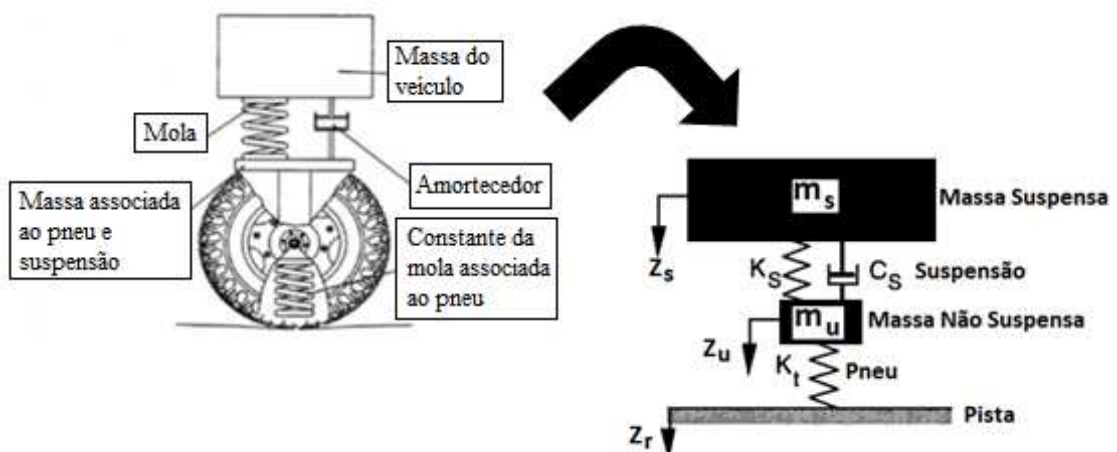 Massa do
veículo
Mola
Amortecedor
Massa associada
ao pneu e
suspensão
Constante da
mola associada
ao pneu
m_s
Massa Suspensa
Z_s
K_S
C_S
Suspensão
m_u
Massa Não Suspensa
Z_u
K_t
Pneu
Pista
Z_r